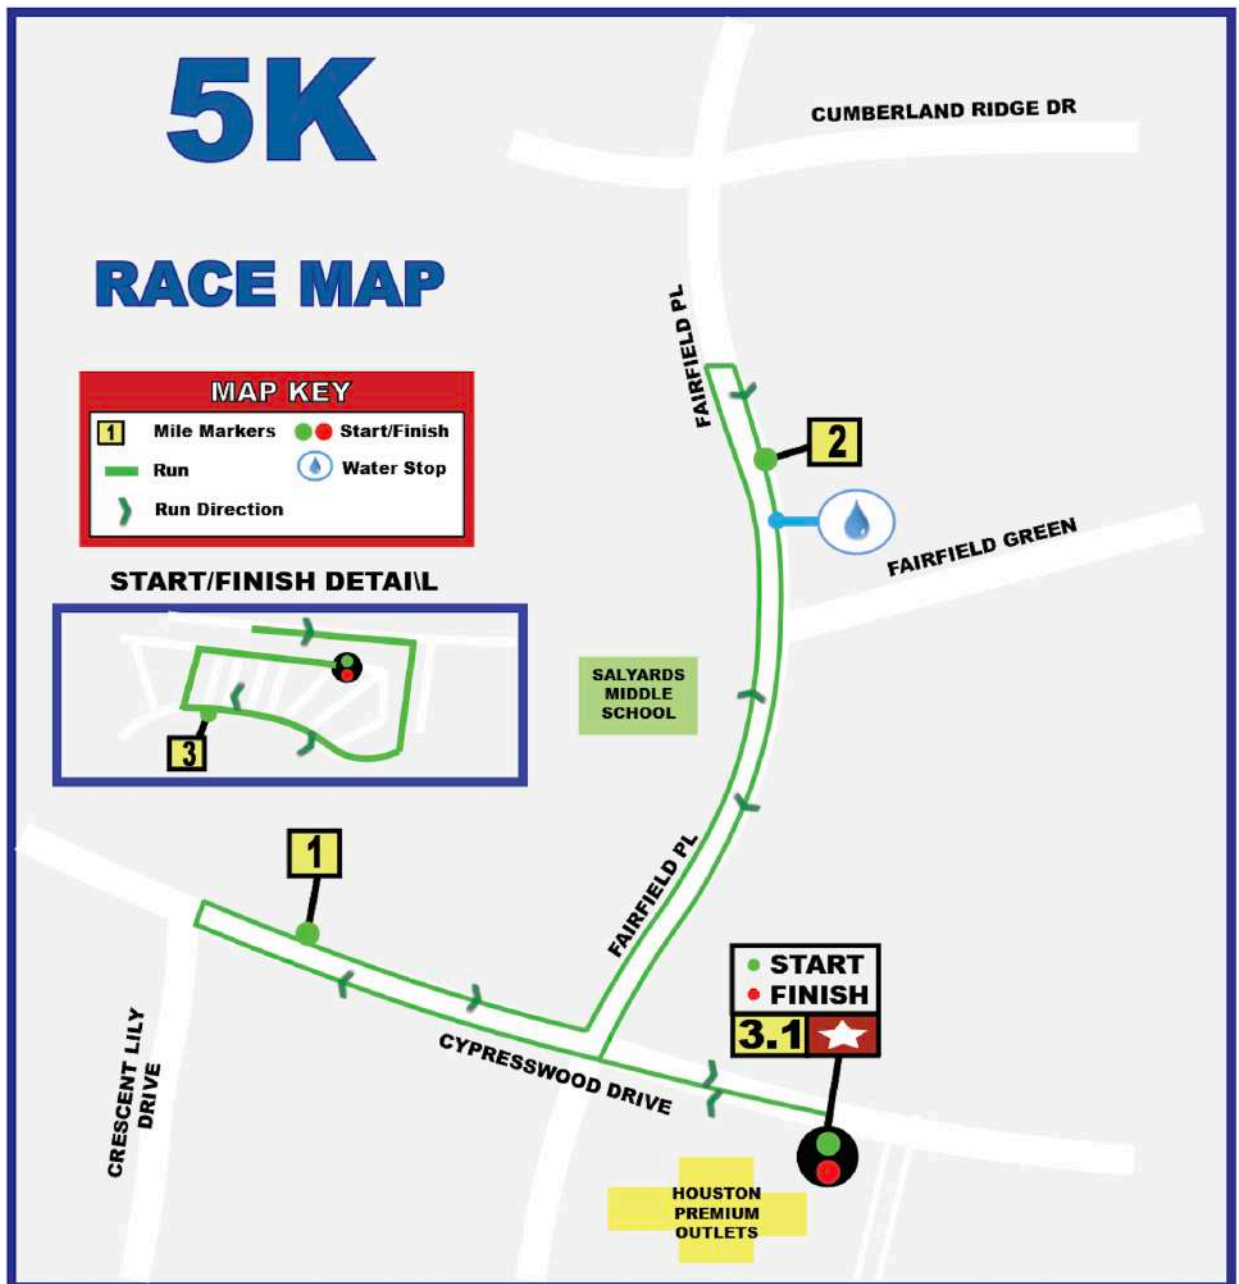 5K
RACE MAP
CUMBERLAND RIDGE DR
FAIRFIELD PL
MAP KEY
1 Mile Markers
Start/Finish
Run
Water Stop
Run Direction
2
FAIRFIELD GREEN
START/FINISH DETAI\L
3
SALYARDS
MIDDLE
SCHOOL
1
FAIRFIELD PL
START
FINISH
3.1
CYPRESSWOOD DRIVE
CRESCENT LILY
DRIVE
HOUSTON
PREMIUM
OUTLETS